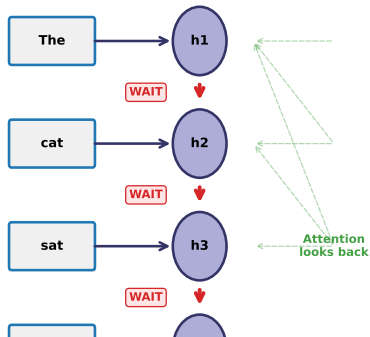 The
h1
WAIT
cat
h2
WAIT
sat
h3
Attention
looks back
WAIT